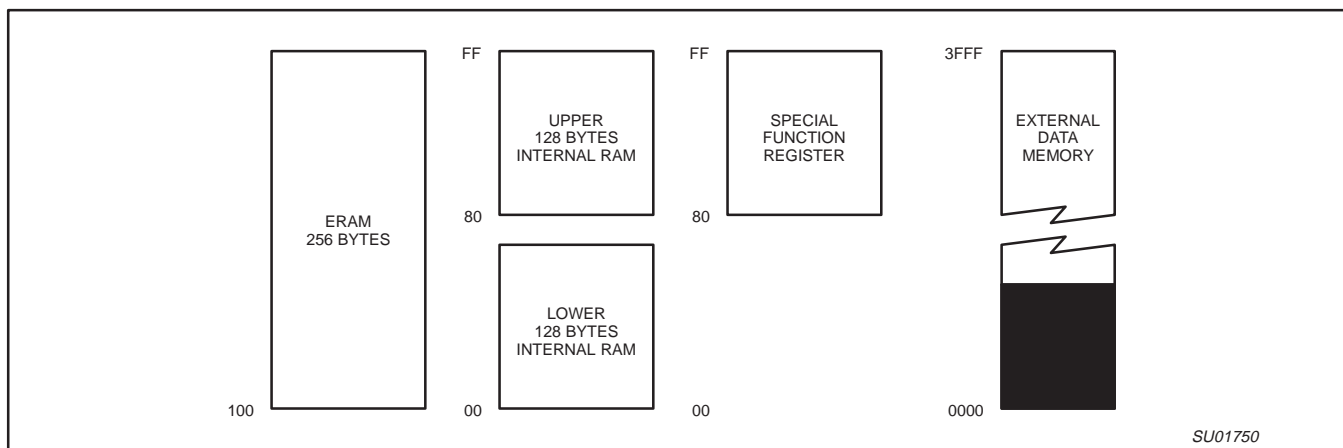 FF
FF
3FFF
UPPER
128 BYTES
INTERNAL RAM
SPECIAL
FUNCTION
REGISTER
EXTERNAL
DATA
MEMORY
ERAM
256 BYTES
80
80
LOWER
128 BYTES
INTERNAL RAM
100
00
00
0000
SU01750